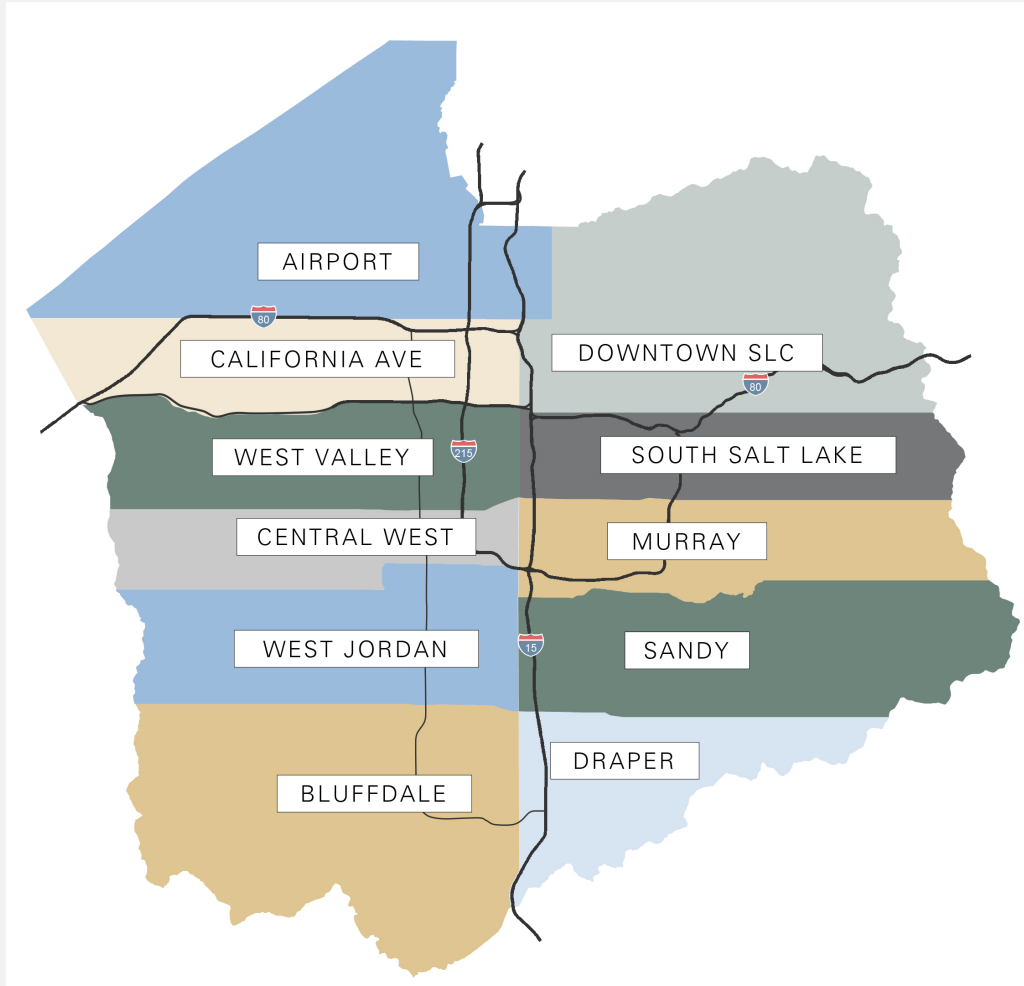 AIRPORT
80
CALIFORNIA AVE
DOWNTOWN SLC
80
WEST VALLEY
215
SOUTH SALT LAKE
CENTRAL WEST
MURRAY
WEST JORDAN
15
SANDY
DRAPER
BLUFFDALE